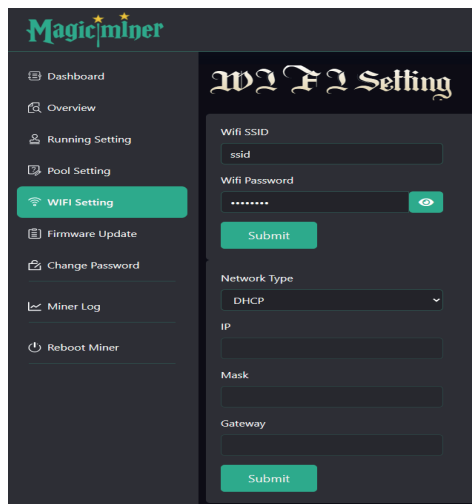 Magicminer
Dashboard
Overview
Running Setting
Pool Setting
WIFI Setting
Firmware Update
Change Password
Miner Log
Reboot Miner
WIFI Setting
Wifi SSID
ssid
Wifi Password
········
Submit
Network Type
DHCP
IP
Mask
Gateway
Submit